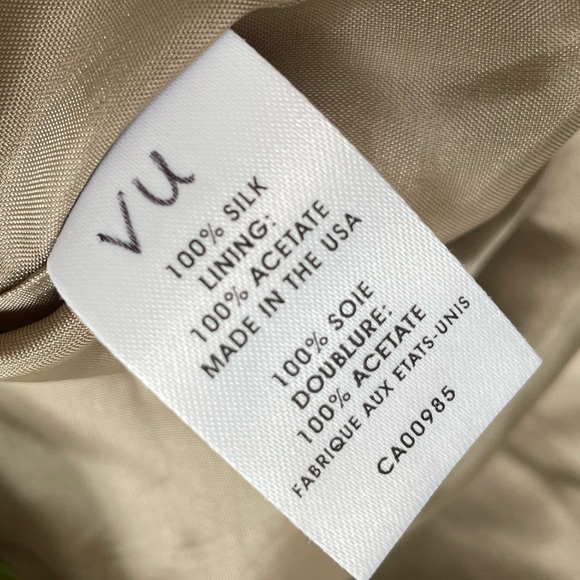 VU
100% SILK
LINING:
100% ACETATE
MADE IN THE USA
100% SOIE
DOUBLURE:
100% ACETATE
FABRIQUE AUX ETATS-UNIS
CA00985